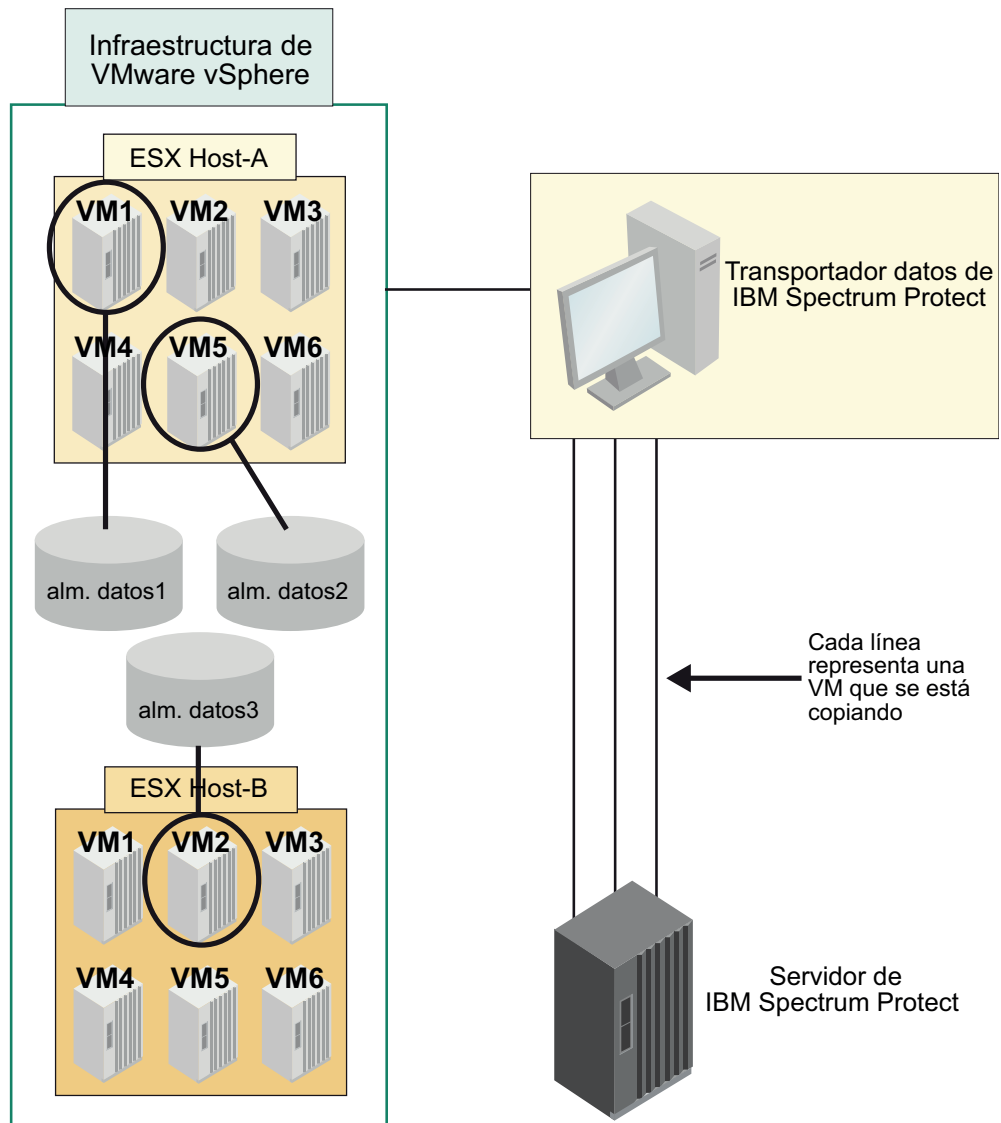 Infraestructura de
VMware vSphere
ESX Host-A
VM1 VM2 VM3
VM4 VM5 VM6
alm. datos1
alm. datos2
alm. datos3
ESX Host-B
VM1 VM2 VM3
VM4 VM5 VM6
Transportador datos de
IBM Spectrum Protect
Cada línea
representa una
VM que se está
copiando
Servidor de
IBM Spectrum Protect